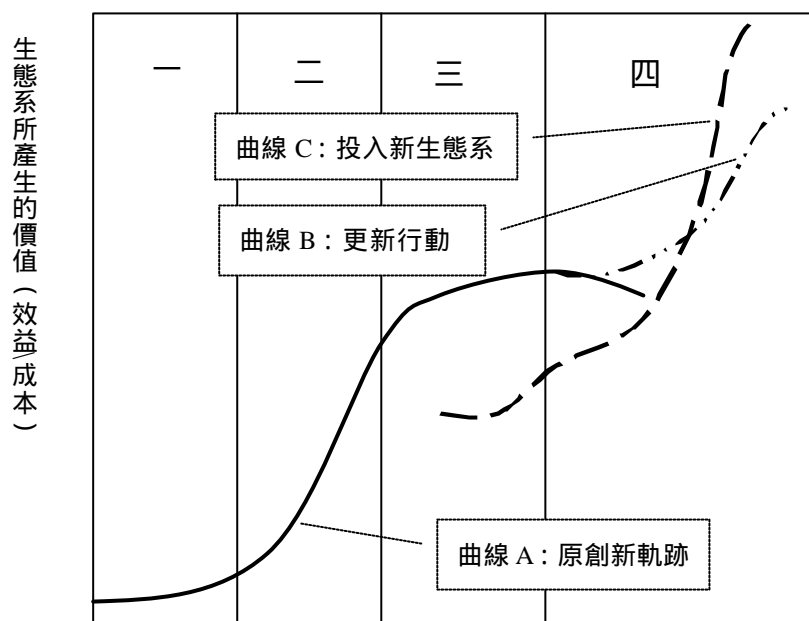 生態系所產生的價值(效益\成本)
一
二
三
四
曲線 C：投入新生態系
曲線 B：更新行動
曲線 A：原創新軌跡